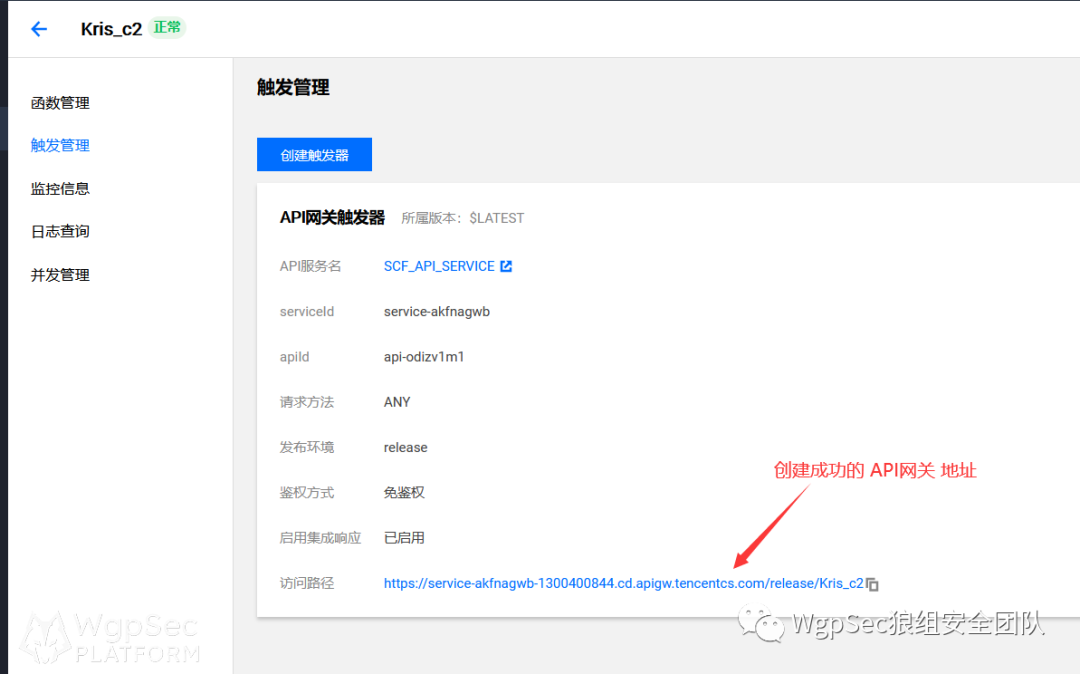 Kris_c2 正常
函数管理
触发管理
监控信息
日志查询
并发管理
触发管理
创建触发器
API网关触发器 所属版本：$LATEST
API服务名 SCF_API_SERVICE
serviceId service-akfnagwb
apiId api-odizv1m1
请求方法 ANY
发布环境 release
鉴权方式 免鉴权
启用集成响应 已启用
创建成功的 API网关 地址
访问路径 https://service-akfnagwb-1300400844.cd.apigw.tencentcs.com/release/Kris_c2
WgpSec狼组安全团队
WgpSec
PLATFORM